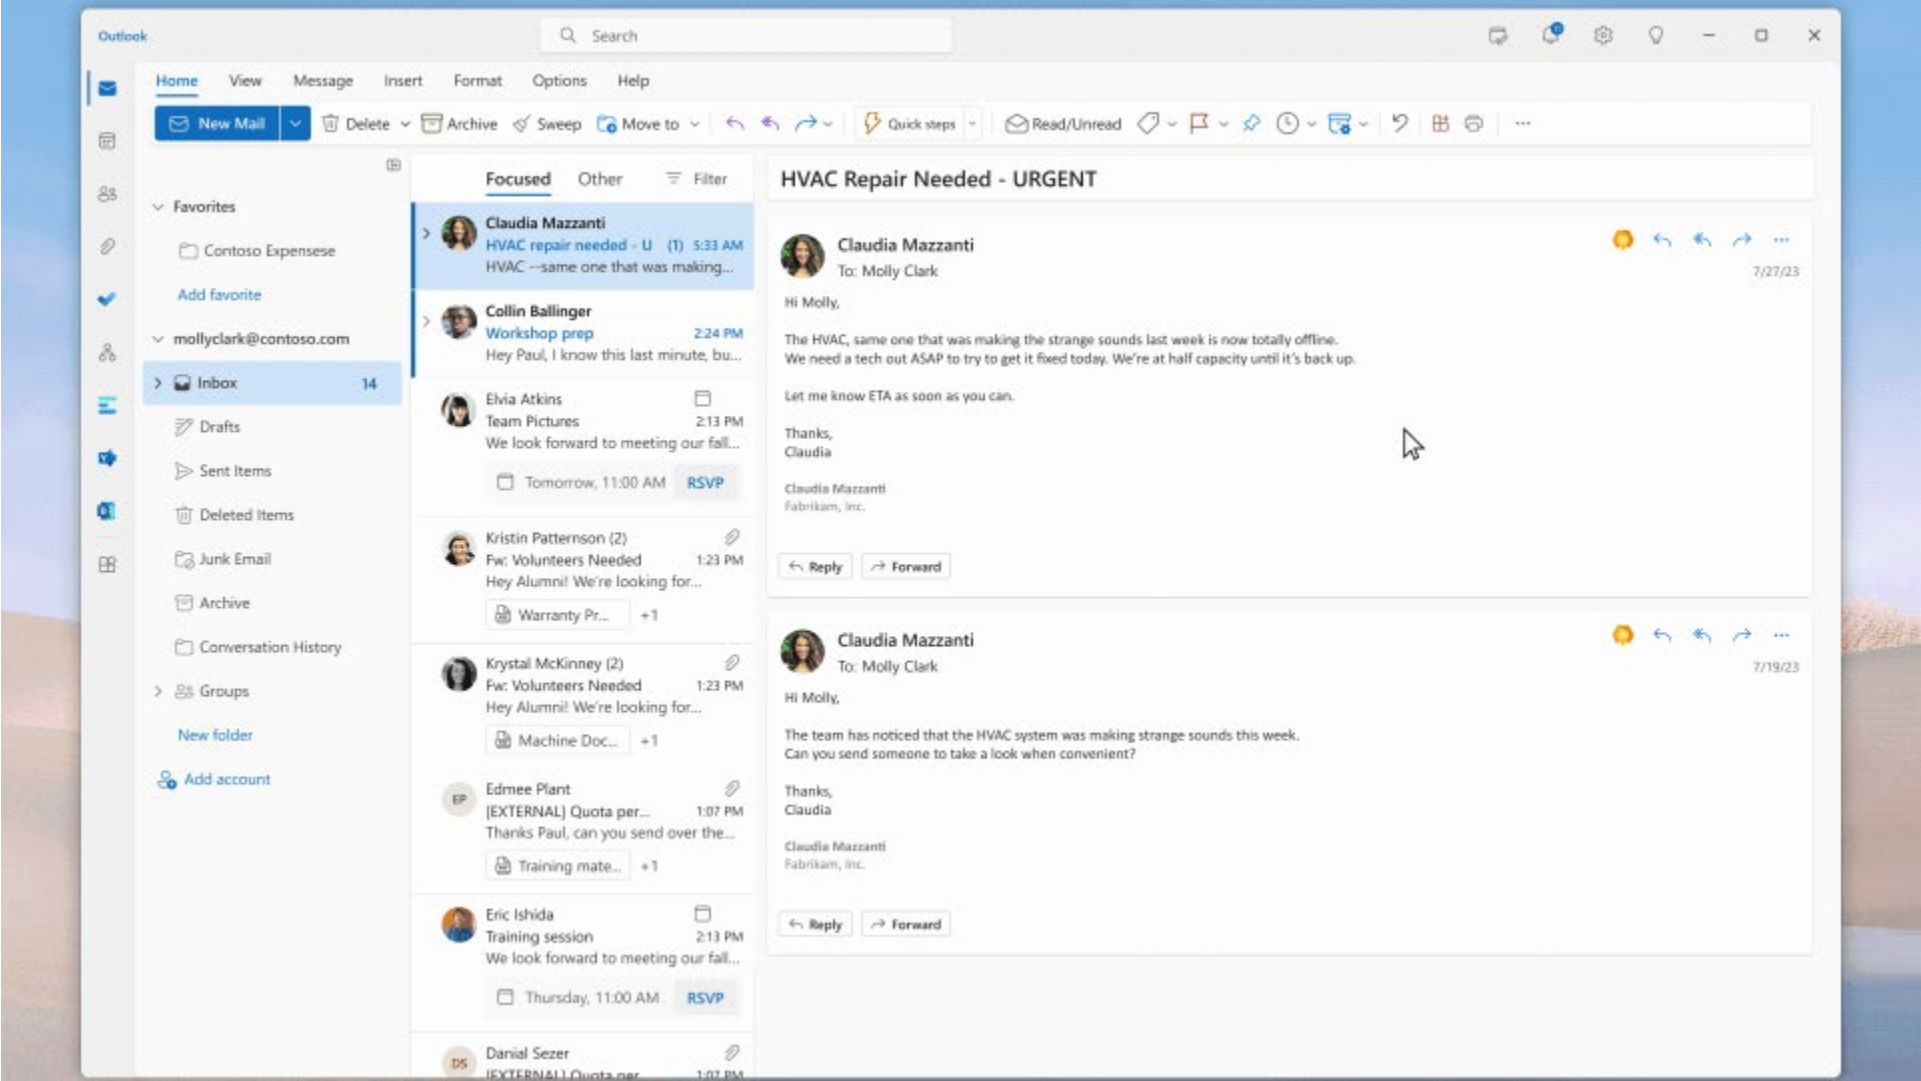 Outlook
Search
Home View Message Insert Format Options Help
New Mail Delete Archive Sweep Move to Quick steps Read/Unread
Favorites
Contoso Expensese
Add favorite
mollyclark@contoso.com
Inbox 14
Drafts
Sent Items
Deleted Items
Junk Email
Archive
Conversation History
Groups
New folder
Add account
Focused Other Filter
Claudia Mazzanti
HVAC repair needed - U (1) 5:33 AM
HVAC --same one that was making...
Collin Ballinger
Workshop prep 2:24 PM
Hey Paul, I know this last minute, bu...
Elvia Atkins
Team Pictures 2:13 PM
We look forward to meeting our fall...
Tomorrow, 11:00 AM RSVP
Kristin Patternson (2)
Fw: Volunteers Needed 1:23 PM
Hey Alumni! We're looking for...
Warranty Pr... +1
Krystal McKinney (2)
Fw: Volunteers Needed 1:23 PM
Hey Alumni! We're looking for...
Machine Doc... +1
EP
Edmee Plant
[EXTERNAL] Quota per... 1:07 PM
Thanks Paul, can you send over the...
Training mate... +1
Eric Ishida
Training session 2:13 PM
We look forward to meeting our fall...
Thursday, 11:00 AM RSVP
DS
Danial Sezer
[EXTERNAL] Quota per 1:07 PM
HVAC Repair Needed - URGENT
Claudia Mazzanti
To: Molly Clark
7/27/23
Hi Molly,
The HVAC, same one that was making the strange sounds last week is now totally offline.
We need a tech out ASAP to try to get it fixed today. We're at half capacity until it's back up.
Let me know ETA as soon as you can.
Thanks,
Claudia
Claudia Mazzanti
Fabrikam, Inc.
Reply Forward
Claudia Mazzanti
To: Molly Clark
7/19/23
Hi Molly,
The team has noticed that the HVAC system was making strange sounds this week.
Can you send someone to take a look when convenient?
Thanks,
Claudia
Claudia Mazzanti
Fabrikam, Inc.
Reply Forward